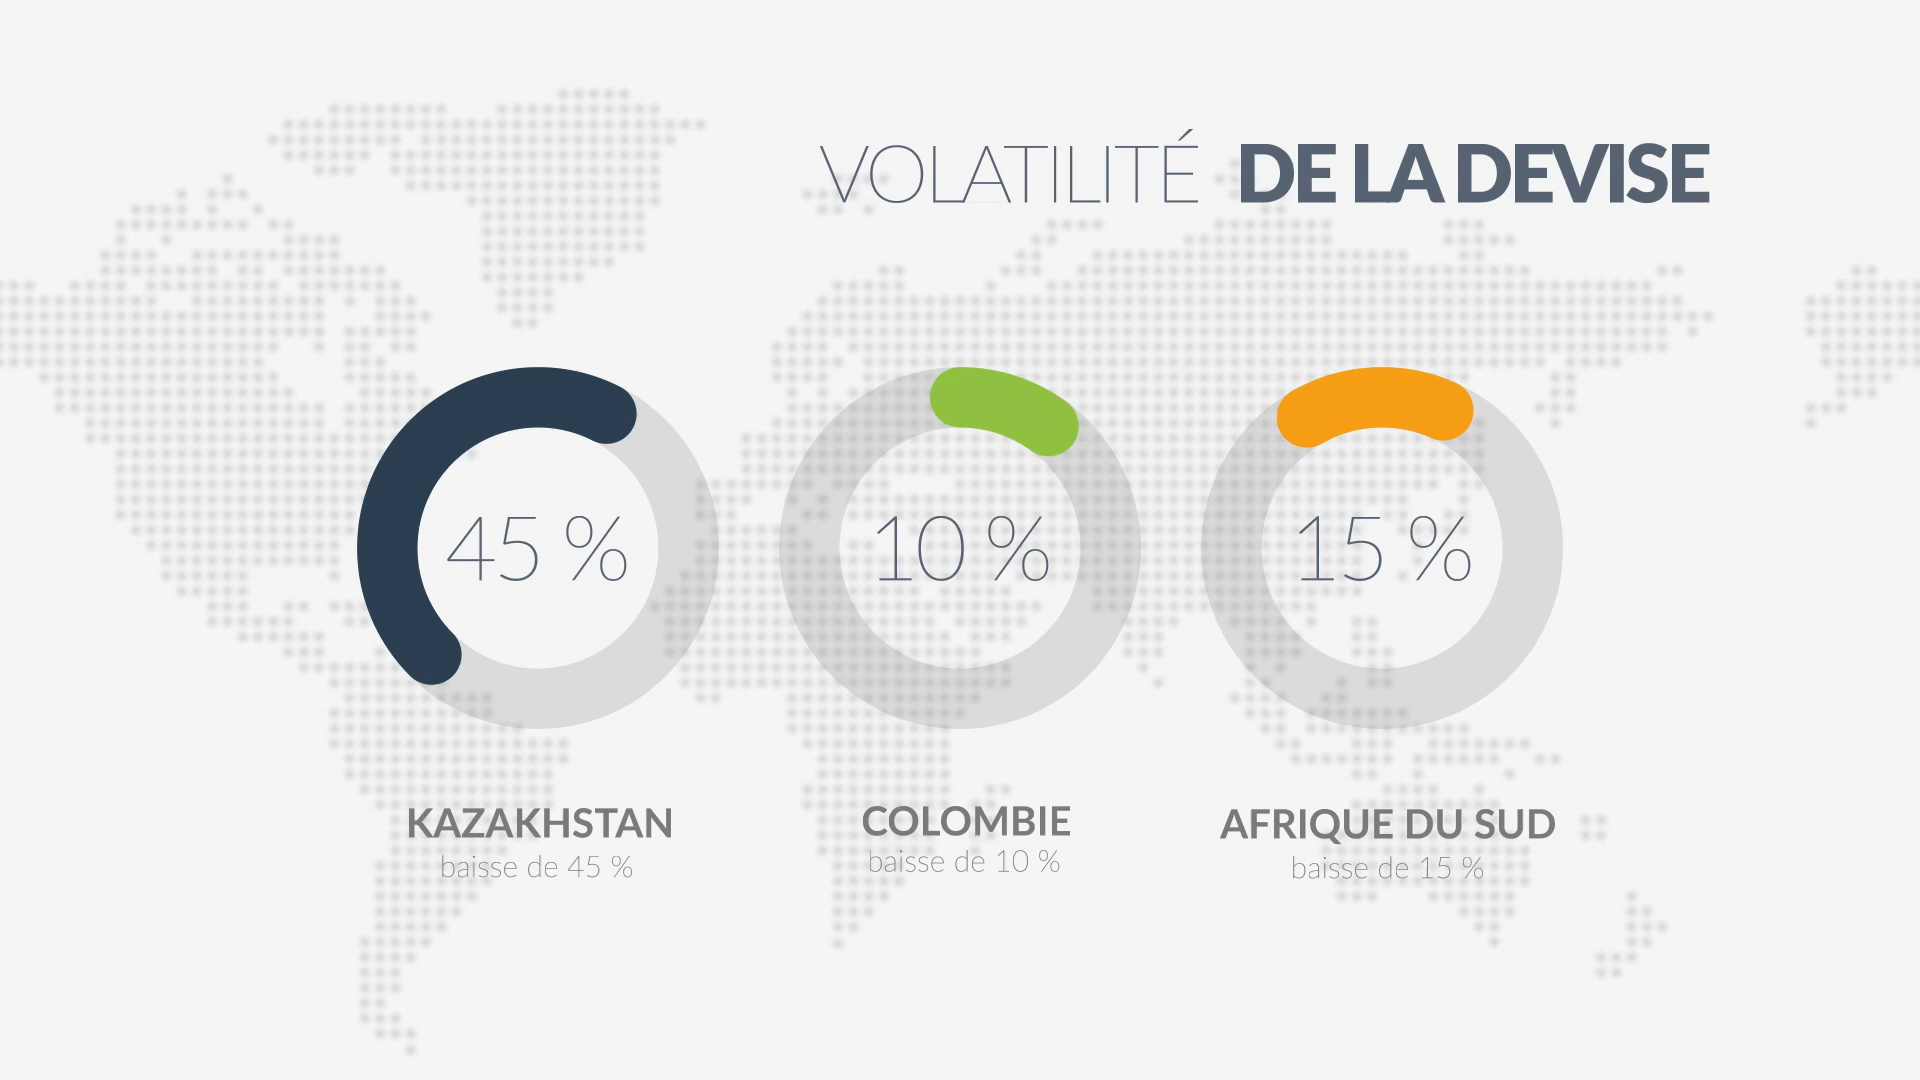 VOLATILITÉ DE LA DEVISE
45 %
10 %
15 %
KAZAKHSTAN
baisse de 45 %
COLOMBIE
baisse de 10 %
AFRIQUE DU SUD
baisse de 15 %